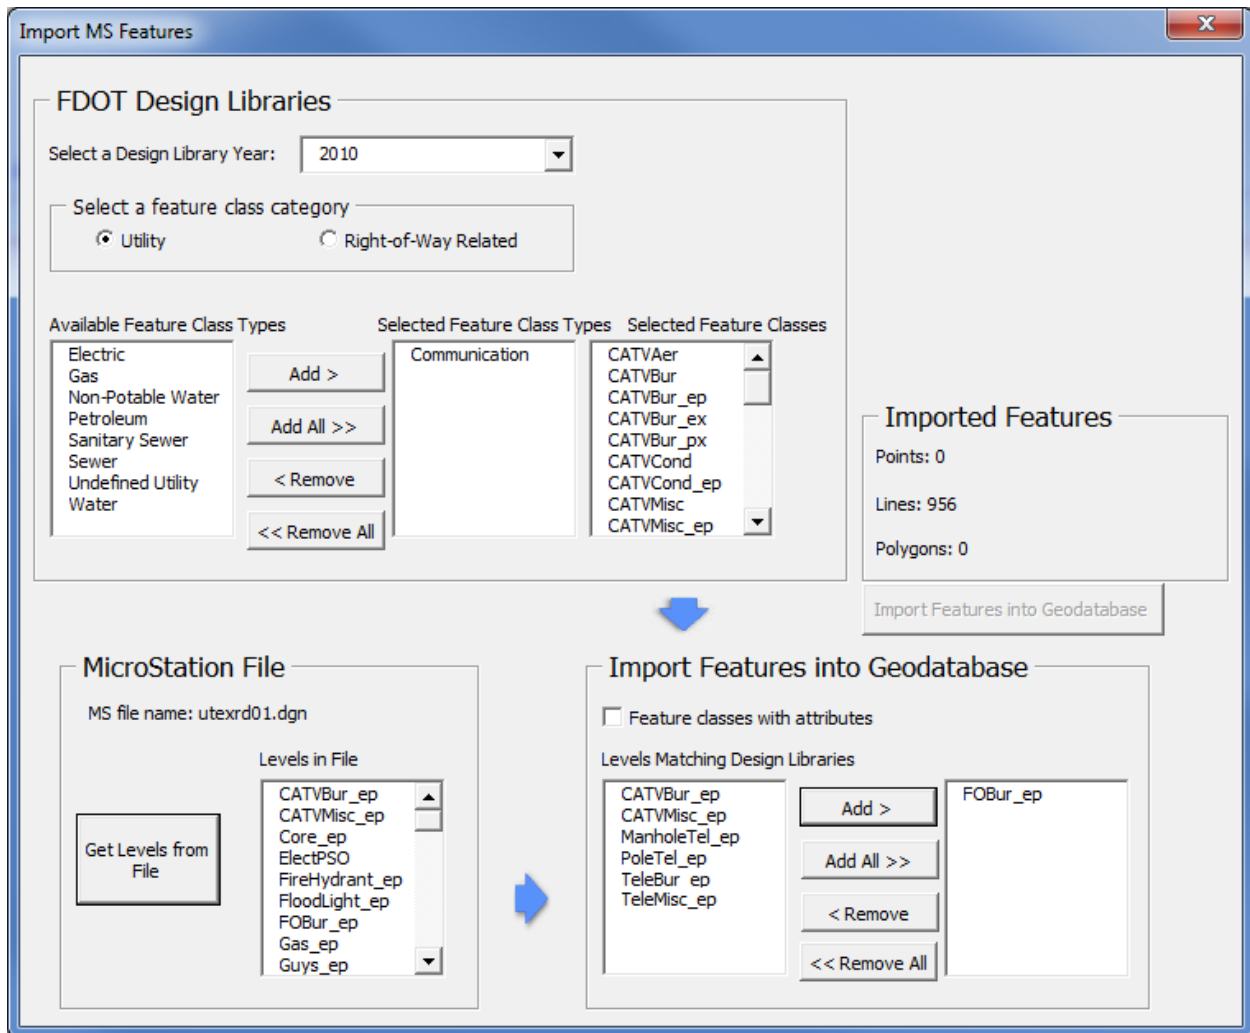 Import MS Features
X
FDOT Design Libraries
Select a Design Library Year:
2010
Select a feature class category
Utility
Right-of-Way Related
Available Feature Class Types
Electric
Gas
Non-Potable Water
Petroleum
Sanitary Sewer
Sewer
Undefined Utility
Water
Add >
Add All >>
< Remove
<< Remove All
Selected Feature Class Types
Communication
Selected Feature Classes
CATVAer
CATVBur
CATVBur_ep
CATVBur_ex
CATVBur_px
CATVCond
CATVCond_ep
CATVMisc
CATVMisc_ep
Imported Features
Points: 0
Lines: 956
Polygons: 0
Import Features into Geodatabase
MicroStation File
MS file name: utexrd01.dgn
Get Levels from
File
Levels in File
CATVBur_ep
CATVMisc_ep
Core_ep
ElectPSO
FireHydrant_ep
FloodLight_ep
FOBur_ep
Gas_ep
Guys_ep
Import Features into Geodatabase
Feature classes with attributes
Levels Matching Design Libraries
CATVBur_ep
CATVMisc_ep
ManholeTel_ep
PoleTel_ep
TeleBur_ep
TeleMisc_ep
Add >
Add All >>
< Remove
<< Remove All
FOBur_ep